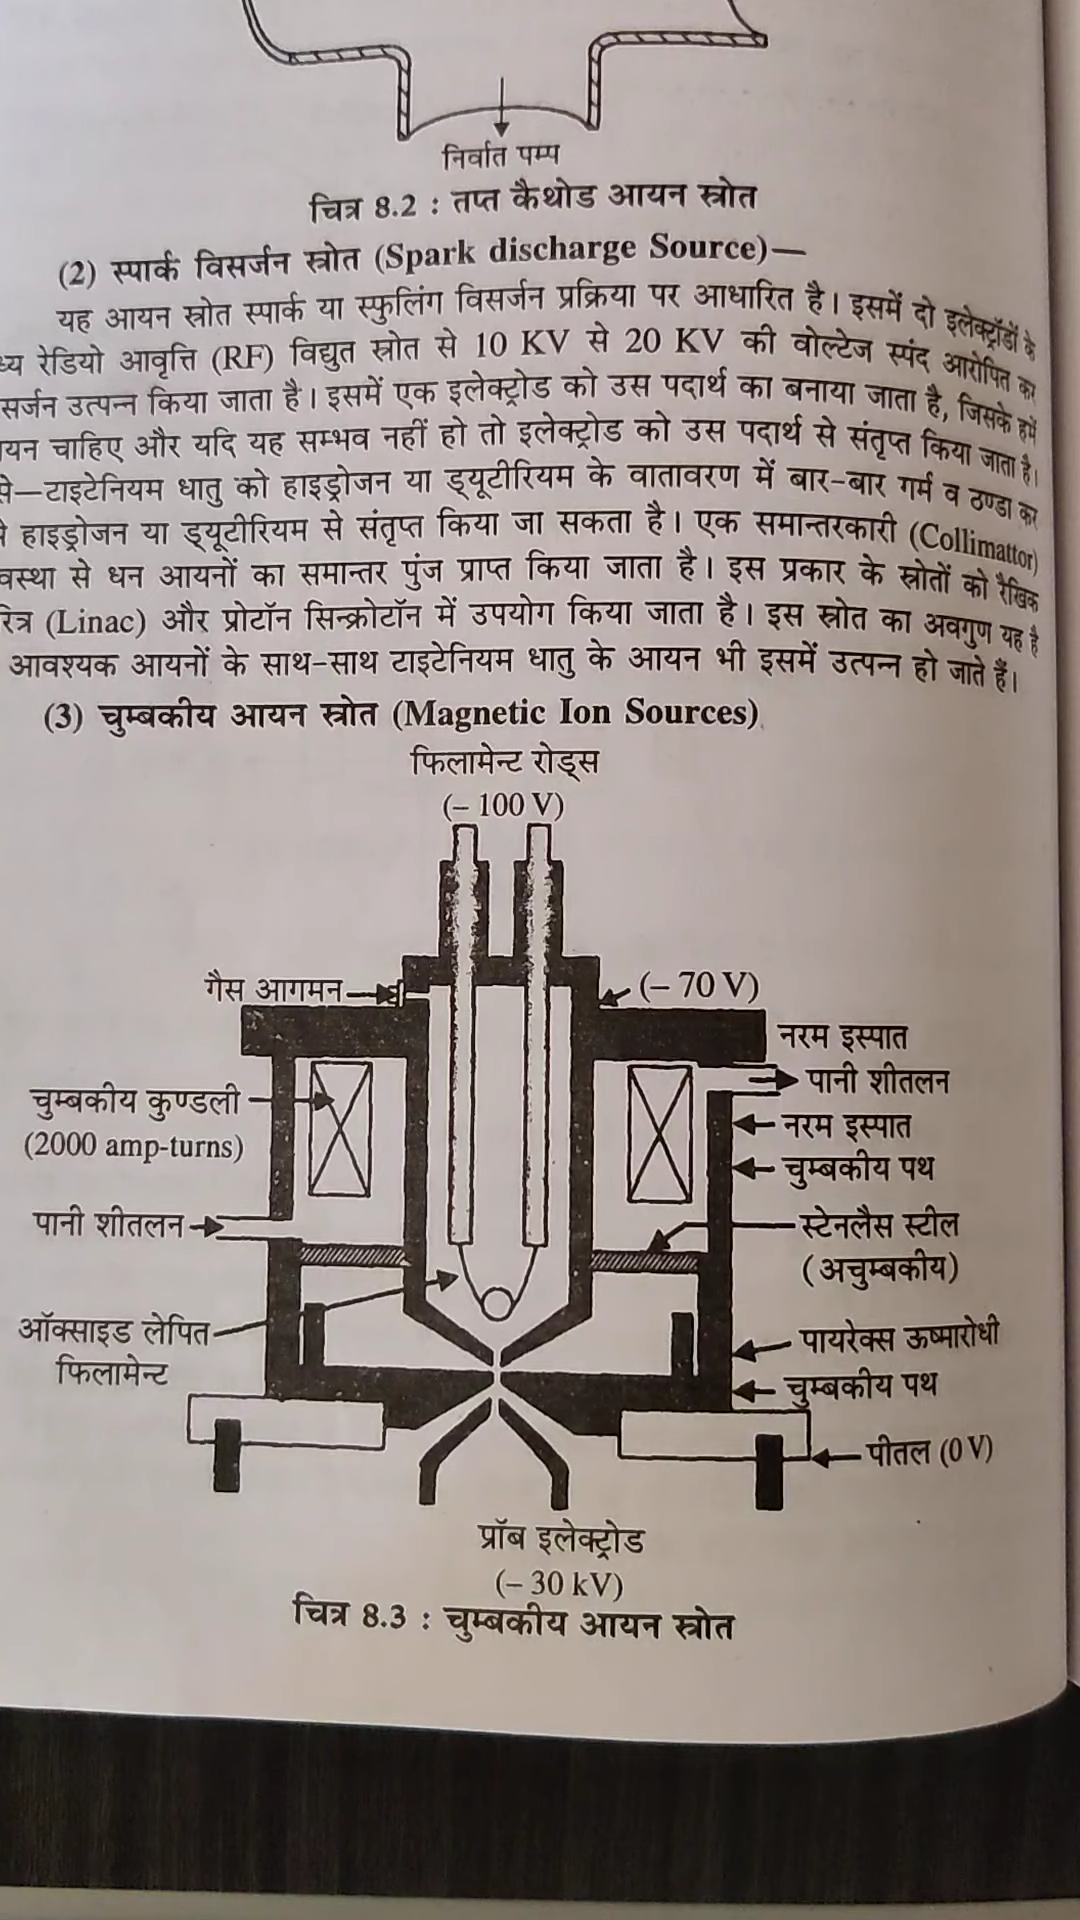 निर्वात पम्प
चित्र 8.2 : तप्त कैथोड आयन स्त्रोत
(2) स्पार्क विसर्जन स्त्रोत (Spark discharge Source)—
यह आयन स्त्रोत स्पार्क या स्फुलिंग विसर्जन प्रक्रिया पर आधारित है। इसमें दो इलेक्ट्रॉडों के
ध्य रेडियो आवृत्ति (RF) विद्युत स्त्रोत से 10 KV से 20 KV की वोल्टेज स्पंद आरोपित कर
सर्जन उत्पन्न किया जाता है। इसमें एक इलेक्ट्रोड को उस पदार्थ का बनाया जाता है, जिसके हमें
यन चाहिए और यदि यह सम्भव नहीं हो तो इलेक्ट्रोड को उस पदार्थ से संतृप्त किया जाता है।
से—टाइटेनियम धातु को हाइड्रोजन या ड्यूटीरियम के वातावरण में बार-बार गर्म व ठण्डा कर
हाइड्रोजन या ड्यूटीरियम से संतृप्त किया जा सकता है। एक समान्तरकारी (Collimattor)
वस्था से धन आयनों का समान्तर पुंज प्राप्त किया जाता है। इस प्रकार के स्त्रोतों को रैखिक
रित्र (Linac) और प्रोटॉन सिन्क्रोटॉन में उपयोग किया जाता है। इस स्त्रोत का अवगुण यह है
आवश्यक आयनों के साथ-साथ टाइटेनियम धातु के आयन भी इसमें उत्पन्न हो जाते हैं।
(3) चुम्बकीय आयन स्त्रोत (Magnetic Ion Sources)
फिलामेन्ट रोड्स
(– 100 V)
गैस आगमन
(– 70 V)
नरम इस्पात
पानी शीतलन
चुम्बकीय कुण्डली
(2000 amp-turns)
नरम इस्पात
चुम्बकीय पथ
पानी शीतलन
स्टेनलैस स्टील
(अचुम्बकीय)
ऑक्साइड लेपित
फिलामेन्ट
पायरेक्स ऊष्मारोधी
चुम्बकीय पथ
पीतल (0 V)
प्रॉब इलेक्ट्रोड
(– 30 kV)
चित्र 8.3 : चुम्बकीय आयन स्त्रोत